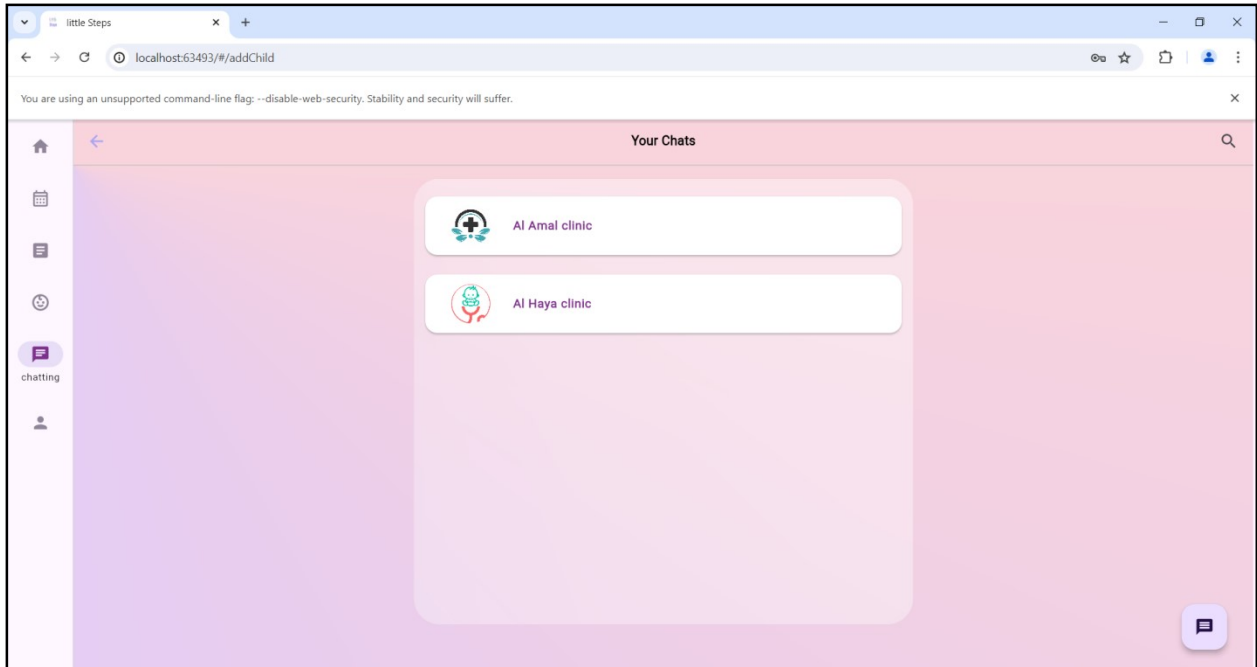 little Steps
localhost:63493/#/addChild
You are using an unsupported command-line flag: --disable-web-security. Stability and security will suffer.
Your Chats
Al Amal clinic
Al Haya clinic
chatting